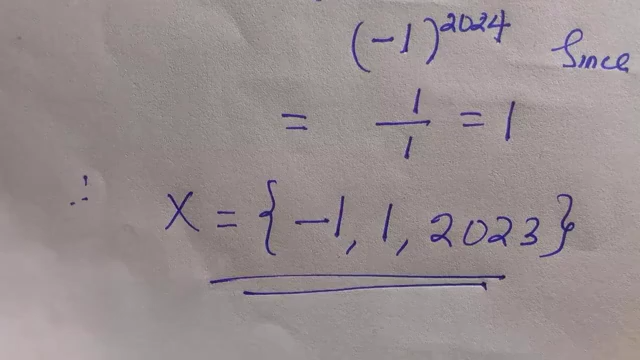 (-1)^2024 Since
= 1/1 = 1
∴ X = {-1, 1, 2023}